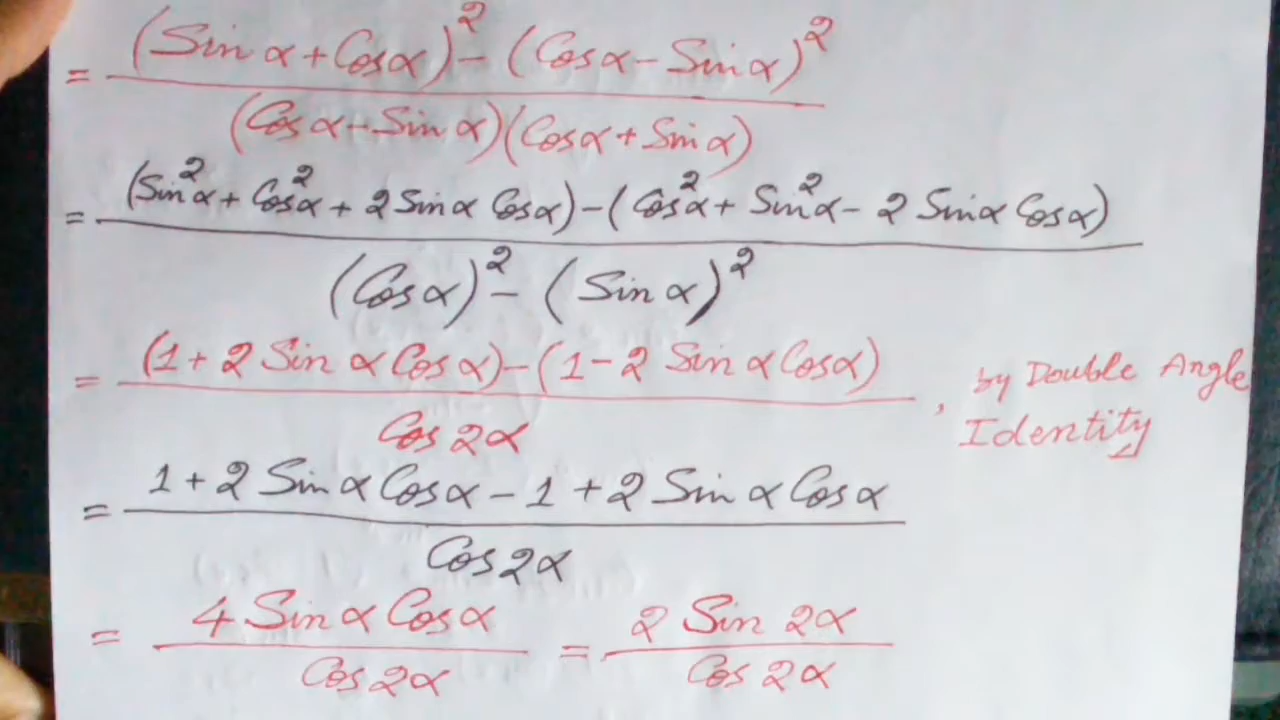 = (Sin α + Cos α)² − (Cos α − Sin α)² / (Cos α − Sin α)(Cos α + Sin α)
= (Sin²α + Cos²α + 2 Sin α Cos α) − (Cos²α + Sin²α − 2 Sin α Cos α) / (Cos α)² − (Sin α)²
= (1 + 2 Sin α Cos α) − (1 − 2 Sin α Cos α) / Cos 2α , by Double Angle Identity
= 1 + 2 Sin α Cos α − 1 + 2 Sin α Cos α / Cos 2α
= 4 Sin α Cos α / Cos 2α = 2 Sin 2α / Cos 2α